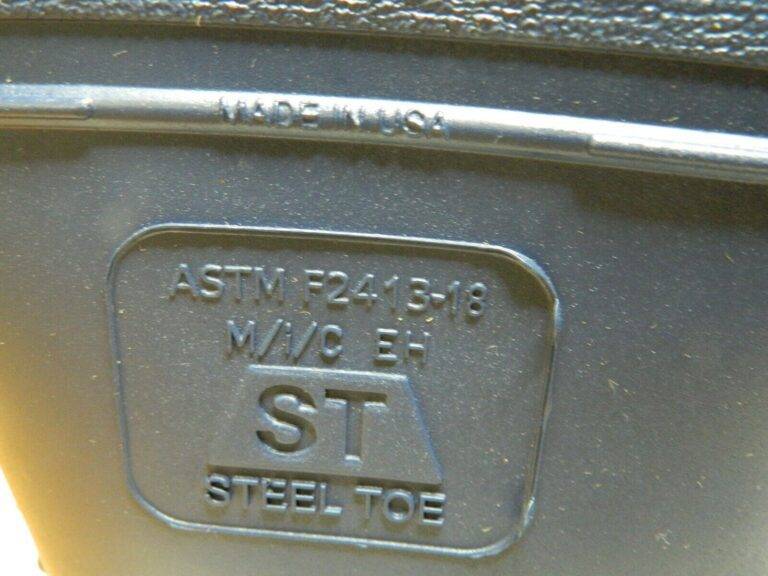 MADE IN USA
ASTM F2413-18
M/i/C EH
ST
STEEL TOE